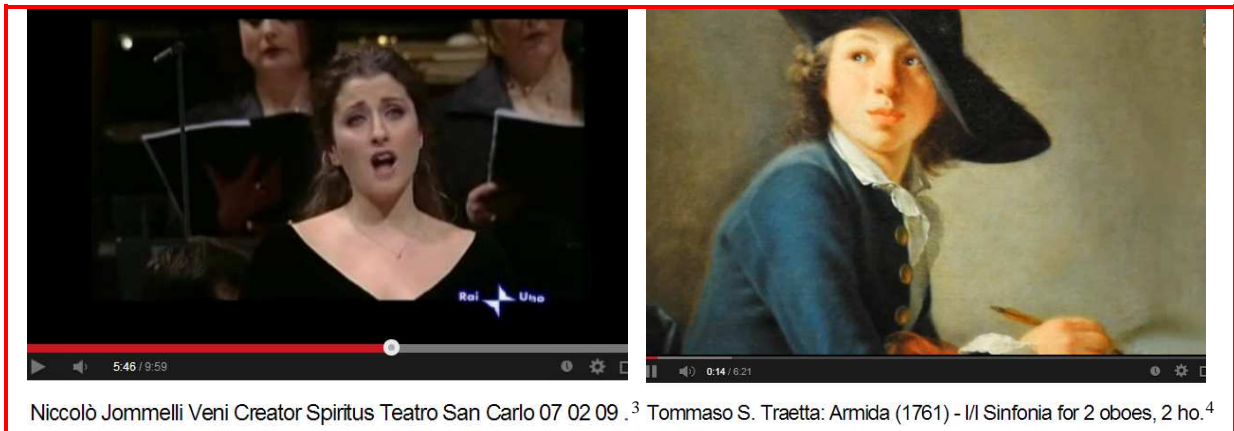 Rai Uno
5:46 / 9:59
0:14 / 6:21
Niccolò Jommelli Veni Creator Spiritus Teatro San Carlo 07 02 09 .3
Tommaso S. Traetta: Armida (1761) - I/I Sinfonia for 2 oboes, 2 ho.4